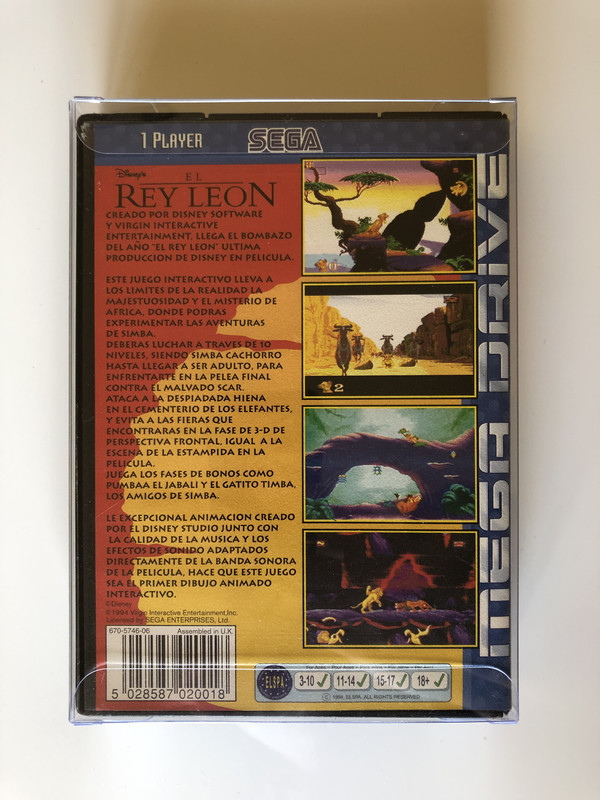 1 PLAYER
SEGA
Disney's
EL
REY LEON
CREADO POR DISNEY SOFTWARE
Y VIRGIN INTERACTIVE
ENTERTAINMENT, LLEGA EL BOMBAZO
DEL AÑO "EL REY LEON" ULTIMA
PRODUCCION DE DISNEY EN PELICULA.
ESTE JUEGO INTERACTIVO LLEVA A
LOS LIMITES DE LA REALIDAD LA
MAJESTUOSIDAD Y EL MISTERIO DE
AFRICA, DONDE PODRAS
EXPERIMENTAR LAS AVENTURAS
DE SIMBA.
DEBERAS LUCHAR A TRAVES DE 10
NIVELES, SIENDO SIMBA CACHORRO
HASTA LLEGAR A SER ADULTO, PARA
ENFRENTARTE EN LA PELEA FINAL
CONTRA EL MALVADO SCAR.
ATACA A LA DESPIADADA HIENA
EN EL CEMENTERIO DE LOS ELEFANTES,
Y EVITA A LAS FIERAS QUE
ENCONTRARAS EN LA FASE DE 3-D DE
PERSPECTIVA FRONTAL, IGUAL A LA
ESCENA DE LA ESTAMPIDA EN LA
PELICULA.
JUEGA LOS FASES DE BONOS COMO
PUMBAA EL JABALI Y EL GATITO TIMBA,
LOS AMIGOS DE SIMBA.
LE EXCEPCIONAL ANIMACION CREADO
POR EL DISNEY STUDIO JUNTO CON
LA CALIDAD DE LA MUSICA Y LOS
EFECTOS DE SONIDO ADAPTADOS
DIRECTAMENTE DE LA BANDA SONORA
DE LA PELICULA, HACE QUE ESTE JUEGO
SEA EL PRIMER DIBUJO ANIMADO
INTERACTIVO.
© Disney
© 1994 Virgin Interactive Entertainment, Inc.
Licensed by SEGA ENTERPRISES, Ltd.
670-5746-06 Assembled in U.K.
5 028587 020018
2
MEGA DRIVE
ELSPA
3-10 ✓ 11-14 ✓ 15-17 ✓ 18+ ✓
© 1994, ELSPA. ALL RIGHTS RESERVED